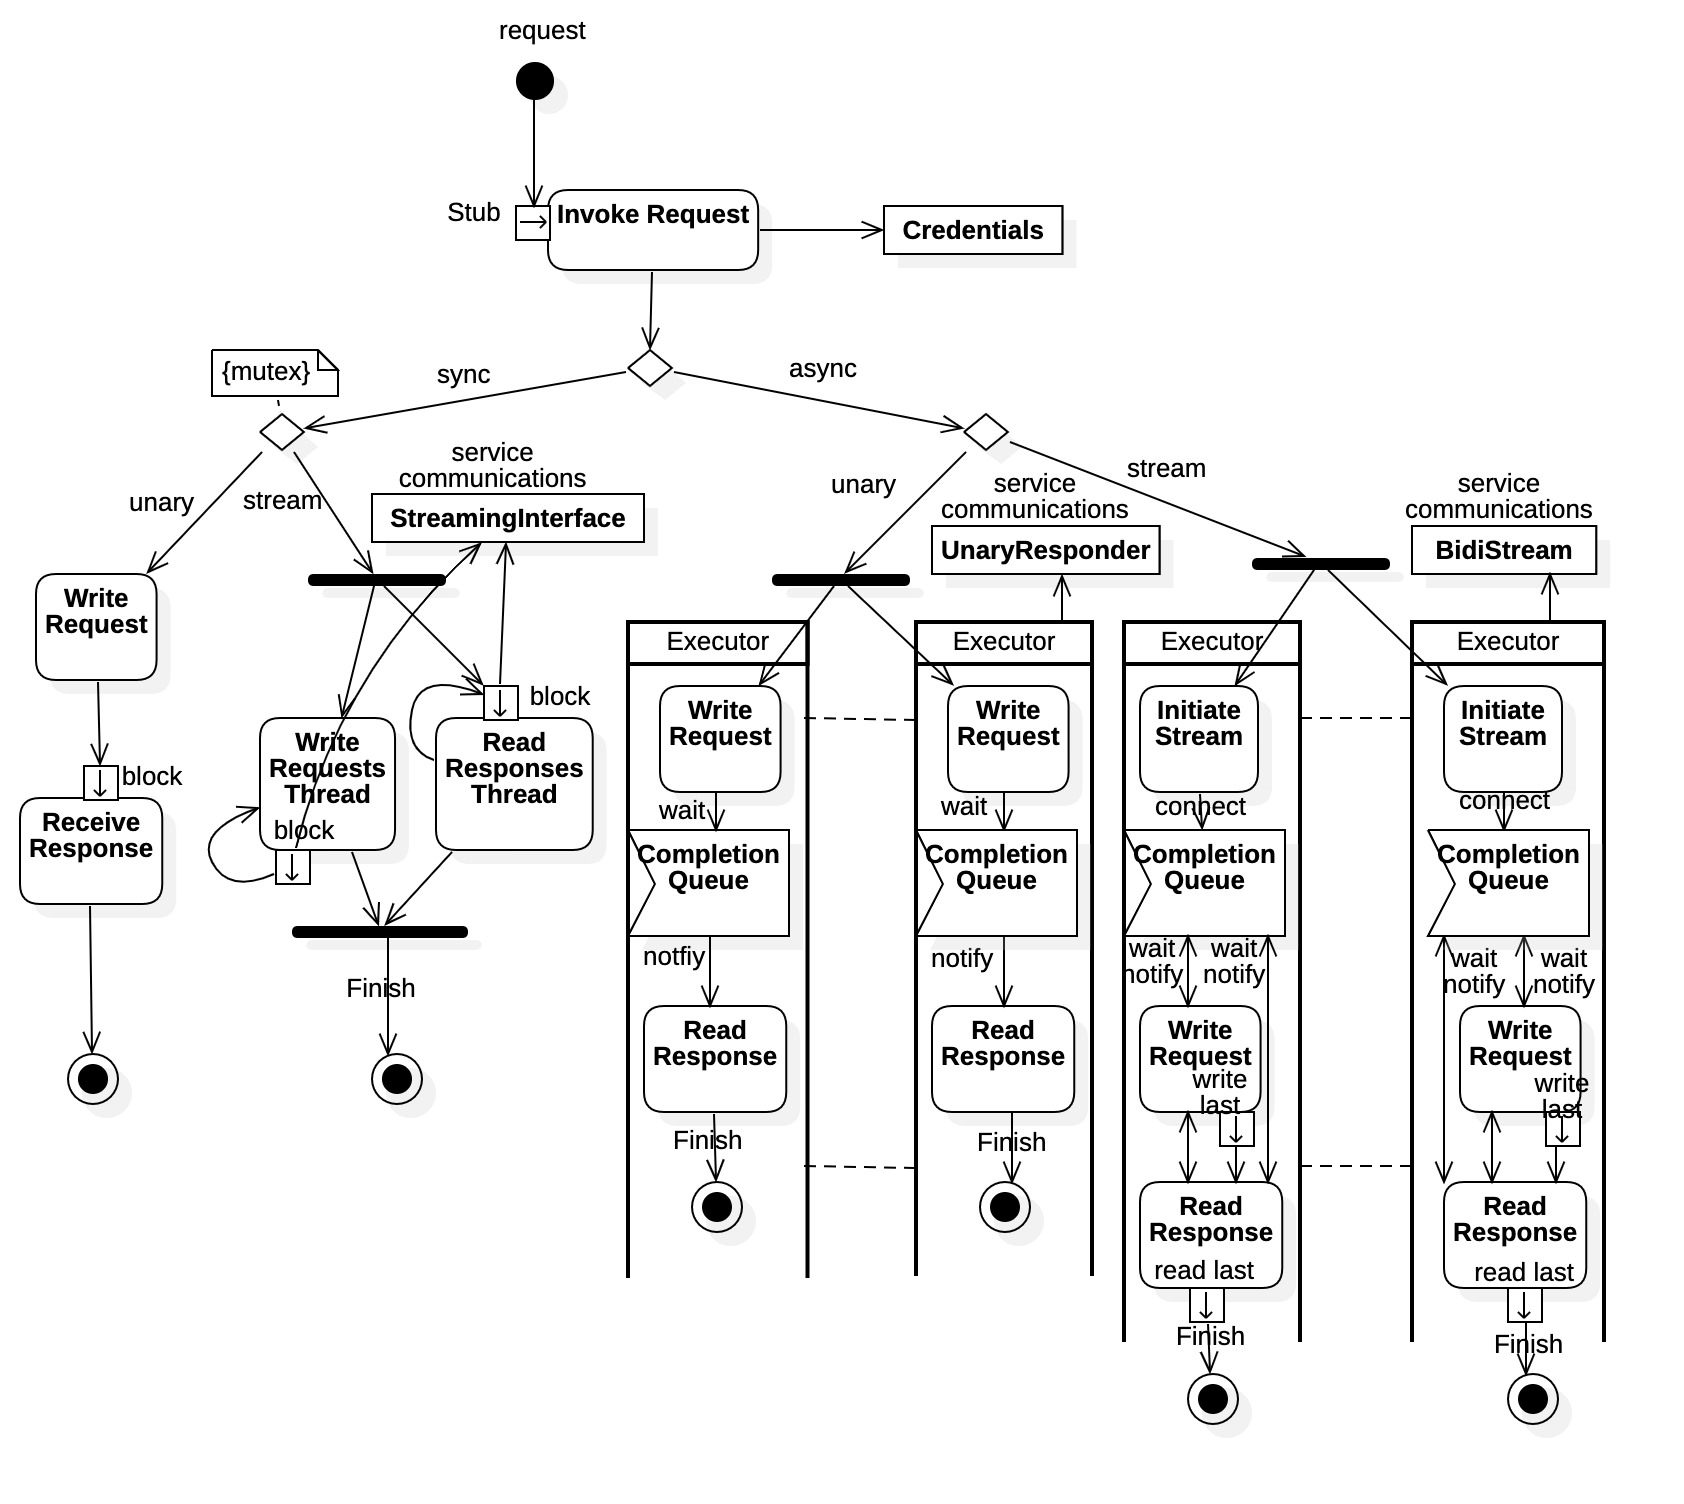 request
Stub
Invoke Request
Credentials
{mutex}
sync
async
service
communications
StreamingInterface
unary
stream
unary
service
communications
UnaryResponder
stream
service
communications
BidiStream
Write
Request
block
Receive
Response
Write
Requests
Thread
block
block
Read
Responses
Thread
Finish
Executor
Write
Request
wait
Completion
Queue
notfiy
Read
Response
Finish
Executor
Write
Request
wait
Completion
Queue
notify
Read
Response
Finish
Executor
Initiate
Stream
connect
Completion
Queue
wait
notify
wait
notify
Write
Request
write
last
Read
Response
read last
Finish
Executor
Initiate
Stream
connect
Completion
Queue
wait
notify
wait
notify
Write
Request
write
last
Read
Response
read last
Finish